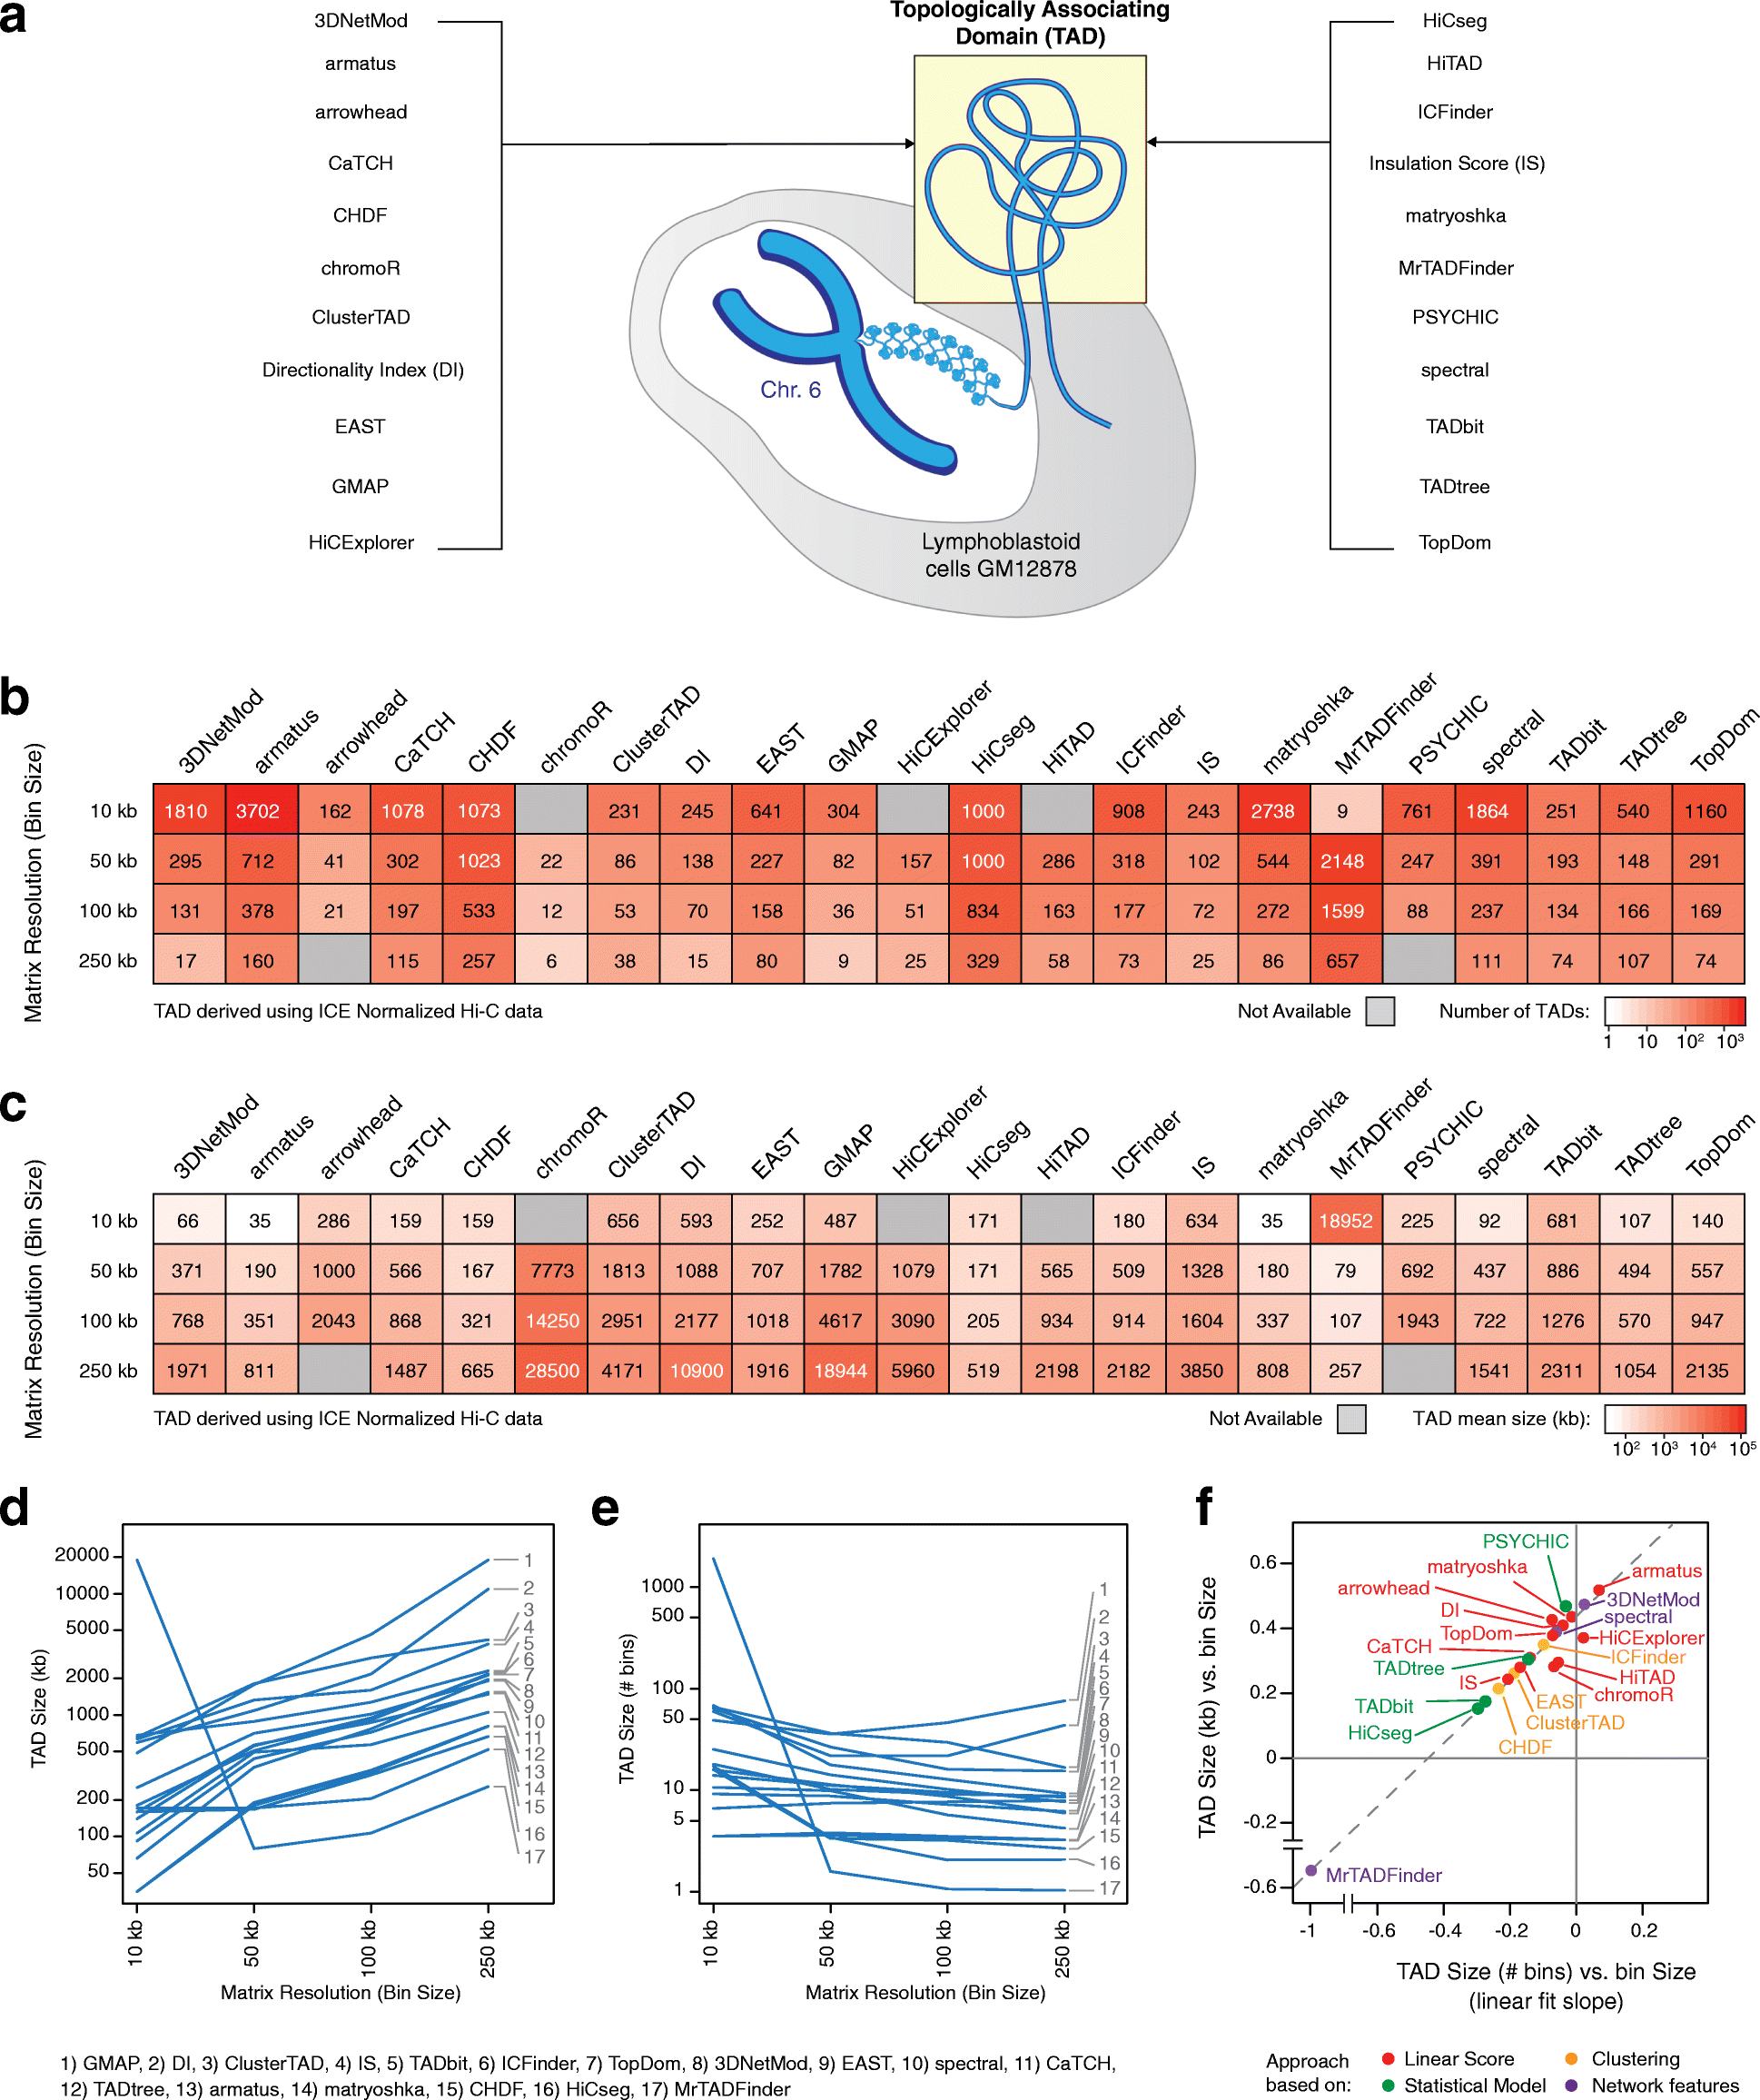 a
3DNetMod
armatus
arrowhead
CaTCH
CHDF
chromoR
ClusterTAD
Directionality Index (DI)
EAST
GMAP
HiCExplorer
Topologically Associating
Domain (TAD)
Chr. 6
Lymphoblastoid
cells GM12878
HiCseg
HiTAD
ICFinder
Insulation Score (IS)
matryoshka
MrTADFinder
PSYCHIC
spectral
TADbit
TADtree
TopDom
b
3DNetMod armatus arrowhead CaTCH CHDF chromoR ClusterTAD DI EAST GMAP HiCExplorer HiCseg HiTAD ICFinder IS matryoshka MrTADFinder PSYCHIC spectral TADbit TADtree TopDom
Matrix Resolution (Bin Size)
10 kb 1810 3702 162 1078 1073 231 245 641 304 1000 908 243 2738 9 761 1864 251 540 1160
50 kb 295 712 41 302 1023 22 86 138 227 82 157 1000 286 318 102 544 2148 247 391 193 148 291
100 kb 131 378 21 197 533 12 53 70 158 36 51 834 163 177 72 272 1599 88 237 134 166 169
250 kb 17 160 115 257 6 38 15 80 9 25 329 58 73 25 86 657 111 74 107 74
TAD derived using ICE Normalized Hi-C data Not Available Number of TADs:
1 10 10² 10³
c
3DNetMod armatus arrowhead CaTCH CHDF chromoR ClusterTAD DI EAST GMAP HiCExplorer HiCseg HiTAD ICFinder IS matryoshka MrTADFinder PSYCHIC spectral TADbit TADtree TopDom
Matrix Resolution (Bin Size)
10 kb 66 35 286 159 159 656 593 252 487 171 180 634 35 18952 225 92 681 107 140
50 kb 371 190 1000 566 167 7773 1813 1088 707 1782 1079 171 565 509 1328 180 79 692 437 886 494 557
100 kb 768 351 2043 868 321 14250 2951 2177 1018 4617 3090 205 934 914 1604 337 107 1943 722 1276 570 947
250 kb 1971 811 1487 665 28500 4171 10900 1916 18944 5960 519 2198 2182 3850 808 257 1541 2311 1054 2135
TAD derived using ICE Normalized Hi-C data Not Available TAD mean size (kb):
10² 10³ 10⁴ 10⁵
d
TAD Size (kb)
20000
10000
5000
2000
1000
500
200
100
50
1
2
3
4
5
6
7
8
9
10
11
12
13
14
15
16
17
10 kb 50 kb 100 kb 250 kb
Matrix Resolution (Bin Size)
e
TAD Size (# bins)
1000
500
100
50
10
5
1
1
2
3
4
5
6
7
8
9
10
11
12
13
14
15
16
17
10 kb 50 kb 100 kb 250 kb
Matrix Resolution (Bin Size)
f
TAD Size (kb) vs. bin Size
0.6
0.4
0.2
0
-0.2
-0.6
PSYCHIC
matryoshka
armatus
arrowhead
3DNetMod
DI
spectral
TopDom
HiCExplorer
CaTCH
ICFinder
TADtree
HiTAD
IS
chromoR
EAST
TADbit
ClusterTAD
HiCseg
CHDF
MrTADFinder
-1 -0.6 -0.4 -0.2 0 0.2
TAD Size (# bins) vs. bin Size
(linear fit slope)
1) GMAP, 2) DI, 3) ClusterTAD, 4) IS, 5) TADbit, 6) ICFinder, 7) TopDom, 8) 3DNetMod, 9) EAST, 10) spectral, 11) CaTCH,
12) TADtree, 13) armatus, 14) matryoshka, 15) CHDF, 16) HiCseg, 17) MrTADFinder
Approach
based on:
Linear Score Clustering
Statistical Model Network features